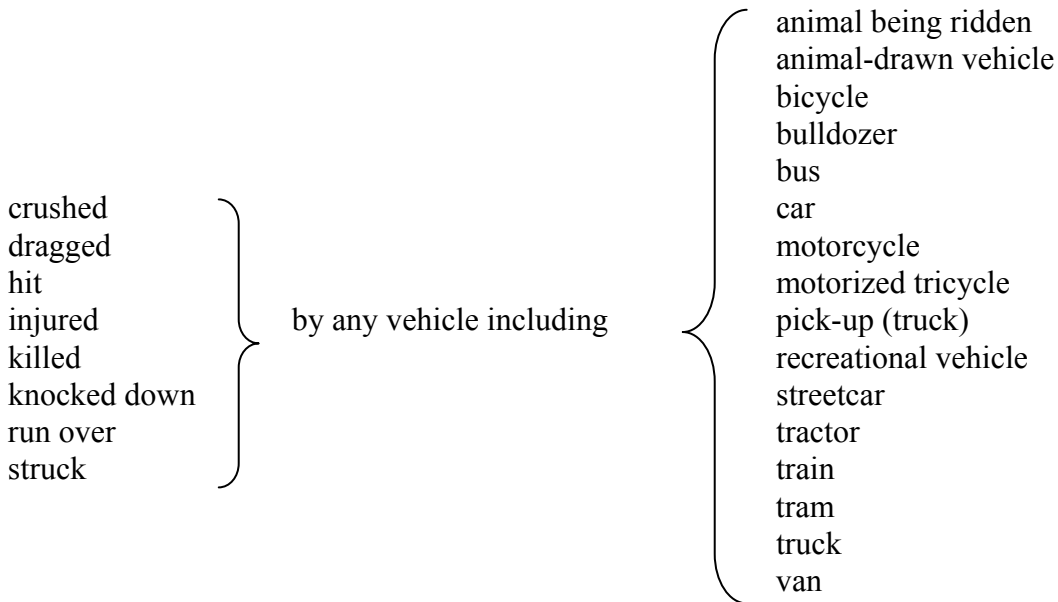 crushed
dragged
hit
injured
killed
knocked down
run over
struck
by any vehicle including
animal being ridden
animal-drawn vehicle
bicycle
bulldozer
bus
car
motorcycle
motorized tricycle
pick-up (truck)
recreational vehicle
streetcar
tractor
train
tram
truck
van